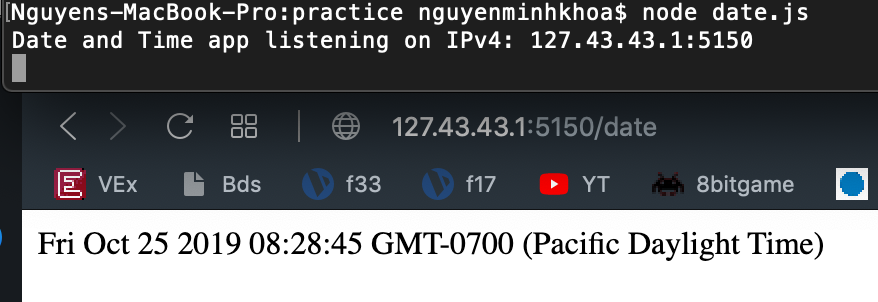 Nguyens-MacBook-Pro:practice nguyenminhkhoa$ node date.js
Date and Time app listening on IPv4: 127.43.43.1:5150
127.43.43.1:5150/date
VEx Bds f33 f17 YT 8bitgame
Fri Oct 25 2019 08:28:45 GMT-0700 (Pacific Daylight Time)